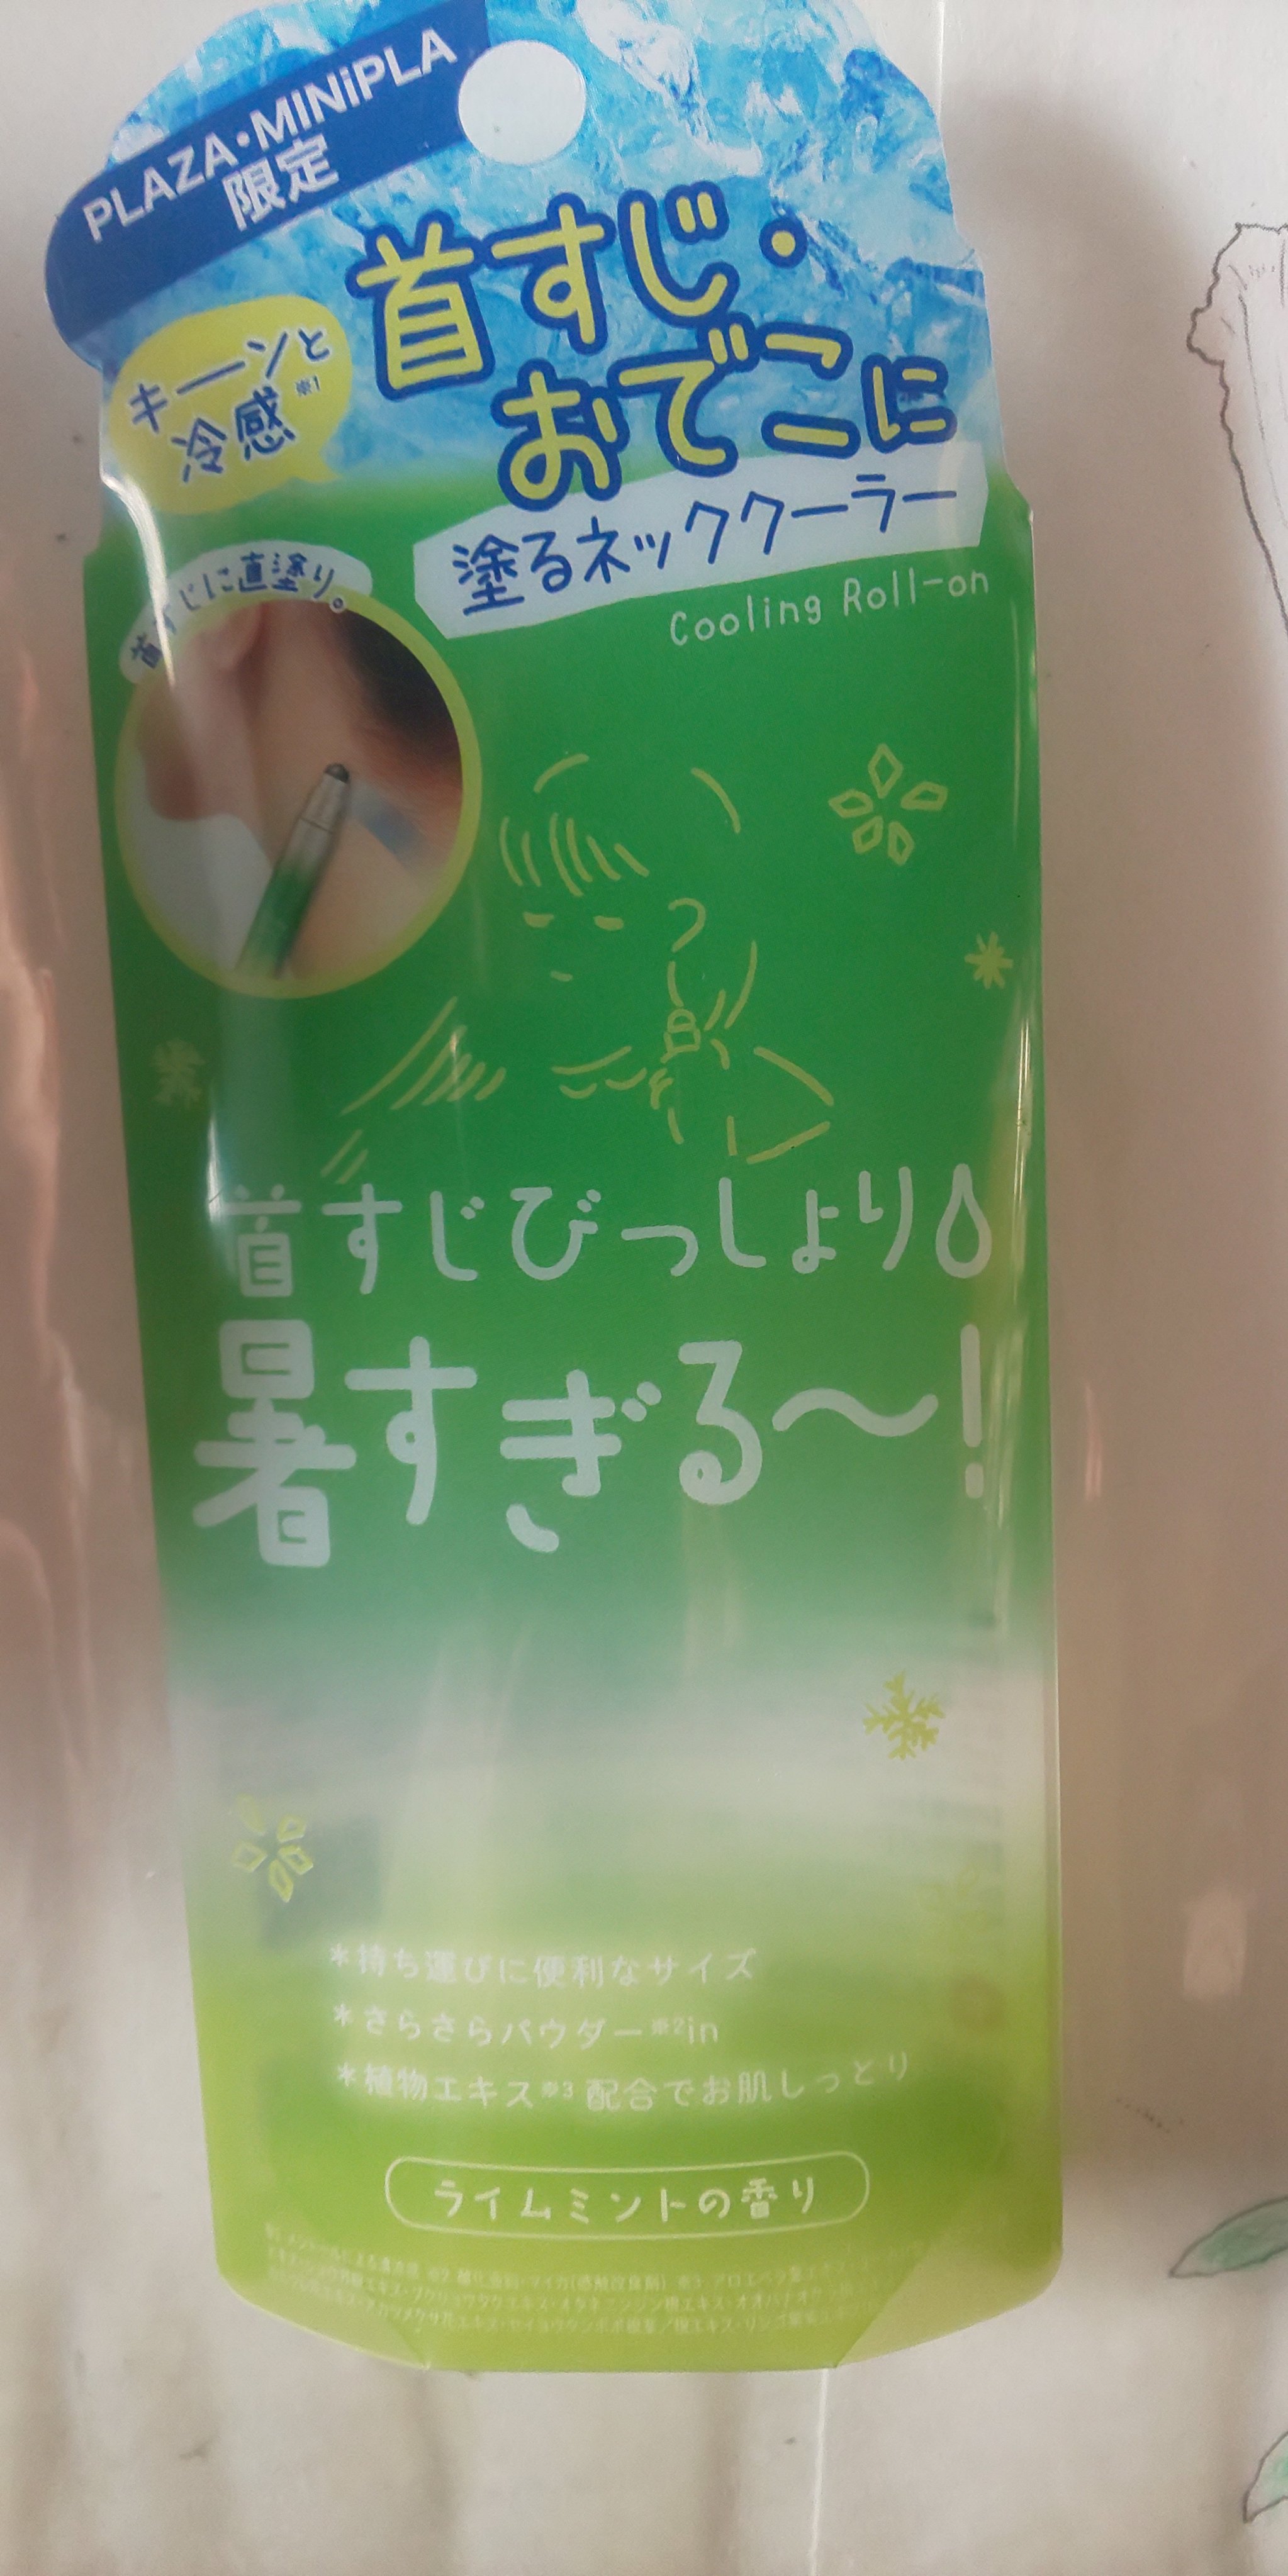 PLAZA・MINiPLA
限定
首すじ・
おでこに
キーンと
冷感※1
塗るネッククーラー
Cooling Roll-on
首すじに直塗り。
首すじびっしょり
暑すぎる〜!
*持ち運びに便利なサイズ
*さらさらパウダー※2in
*植物エキス※3 配合でお肌しっとり
ライムミントの香り